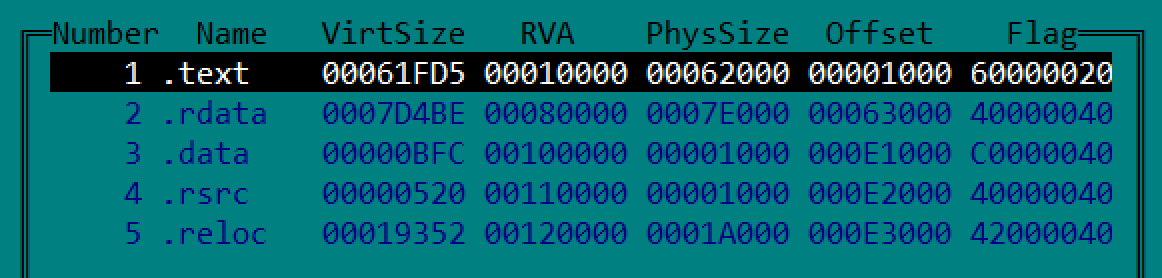 Number Name VirtSize RVA PhysSize Offset Flag
1 .text 00061FD5 00010000 00062000 00001000 60000020
2 .rdata 0007D4BE 00080000 0007E000 00063000 40000040
3 .data 00000BFC 00100000 00001000 000E1000 C0000040
4 .rsrc 00000520 00110000 00001000 000E2000 40000040
5 .reloc 00019352 00120000 0001A000 000E3000 42000040